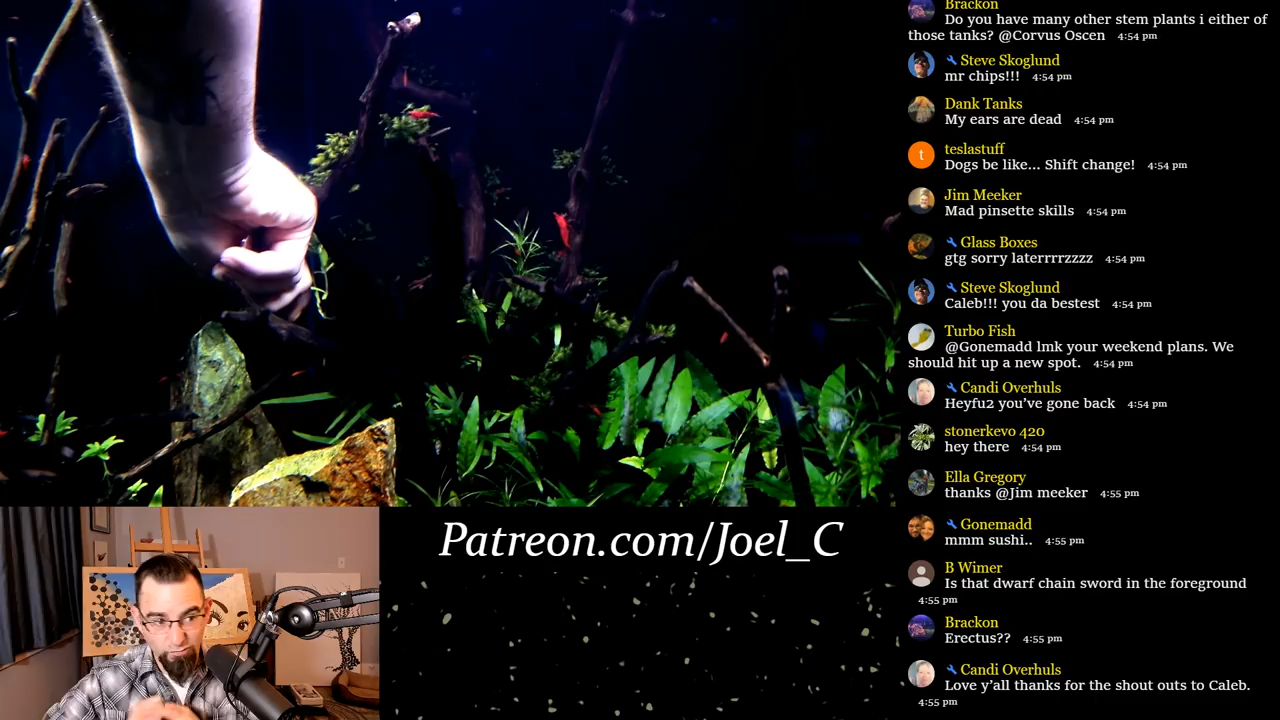 Brackon
Do you have many other stem plants i either of
those tanks? @Corvus Oscen 4:54 pm
Steve Skoglund
mr chips!!! 4:54 pm
Dank Tanks
My ears are dead 4:54 pm
t
teslastuff
Dogs be like... Shift change! 4:54 pm
Jim Meeker
Mad pinsette skills 4:54 pm
Glass Boxes
gtg sorry laterrrrzzzz 4:54 pm
Steve Skoglund
Caleb!!! you da bestest 4:54 pm
Turbo Fish
@Gonemadd lmk your weekend plans. We
should hit up a new spot. 4:54 pm
Candi Overhuls
Heyfu2 you’ve gone back 4:54 pm
stonerkevo 420
hey there 4:54 pm
Ella Gregory
thanks @Jim meeker 4:55 pm
Gonemadd
mmm sushi.. 4:55 pm
B Wimer
Is that dwarf chain sword in the foreground
4:55 pm
Brackon
Erectus?? 4:55 pm
Candi Overhuls
Love y’all thanks for the shout outs to Caleb.
4:55 pm
Patreon.com/Joel_C